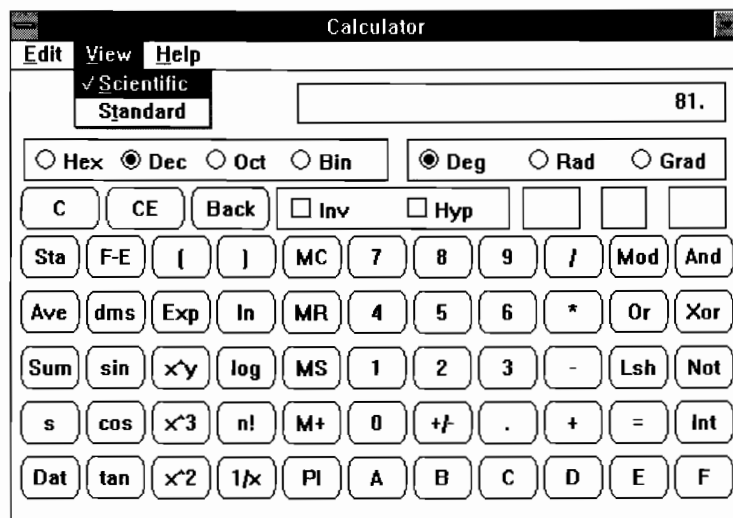 Calculator
Edit View Help
✓ Scientific
Standard
81.
Hex Dec Oct Bin Deg Rad Grad
C CE Back Inv Hyp
Sta F-E ( ) MC 7 8 9 / Mod And
Ave dms Exp ln MR 4 5 6 * Or Xor
Sum sin x^y log MS 1 2 3 - Lsh Not
s cos x^3 n! M+ 0 +/- . + = Int
Dat tan x^2 1/x PI A B C D E F